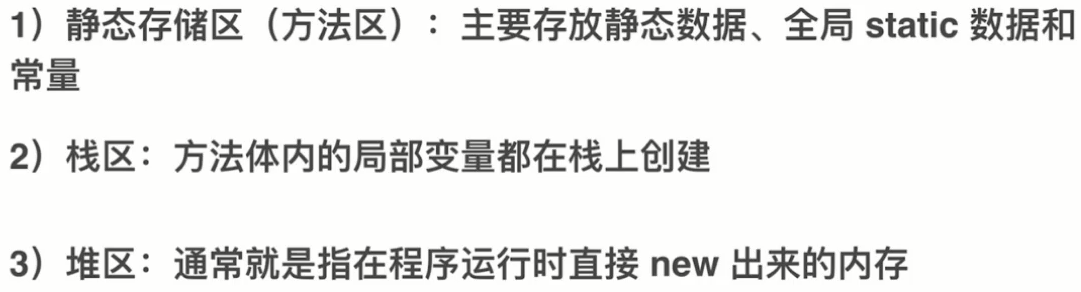 1）静态存储区（方法区）：主要存放静态数据、全局 static 数据和
常量
2）栈区：方法体内的局部变量都在栈上创建
3）堆区：通常就是指在程序运行时直接 new 出来的内存